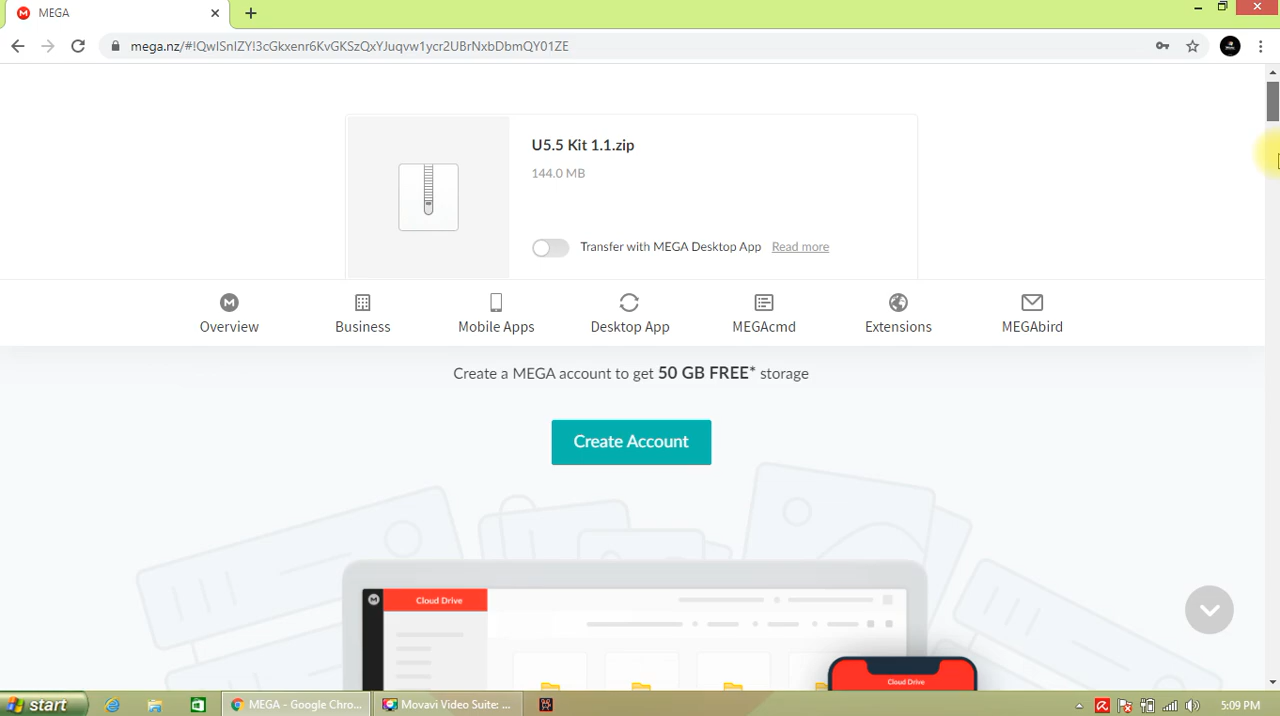 MEGA
mega.nz/#!QwISnIZY!3cGkxenr6KvGKSzQxYJuqvw1ycr2UBrNxbDbmQY01ZE
U5.5 Kit 1.1.zip
144.0 MB
Transfer with MEGA Desktop App Read more
Overview Business Mobile Apps Desktop App MEGAcmd Extensions MEGAbird
Create a MEGA account to get 50 GB FREE* storage
Create Account
Cloud Drive
Cloud Drive
start MEGA - Google Chro... Movavi Video Suite: ... 5:09 PM